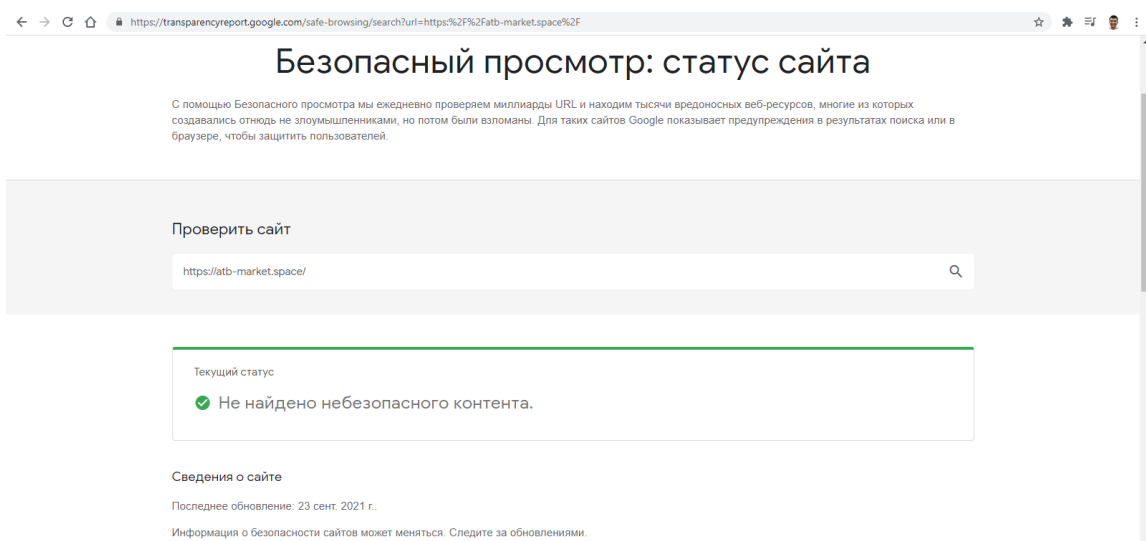 https://transparencyreport.google.com/safe-browsing/search?url=https:%2F%2Fatb-market.space%2F
Безопасный просмотр: статус сайта
С помощью Безопасного просмотра мы ежедневно проверяем миллиарды URL и находим тысячи вредоносных веб-ресурсов, многие из которых
создавались отнюдь не злоумышленниками, но потом были взломаны. Для таких сайтов Google показывает предупреждения в результатах поиска или в
браузере, чтобы защитить пользователей.
Проверить сайт
https://atb-market.space/
Текущий статус
Не найдено небезопасного контента.
Сведения о сайте
Последнее обновление: 23 сент. 2021 г..
Информация о безопасности сайтов может меняться. Следите за обновлениями.